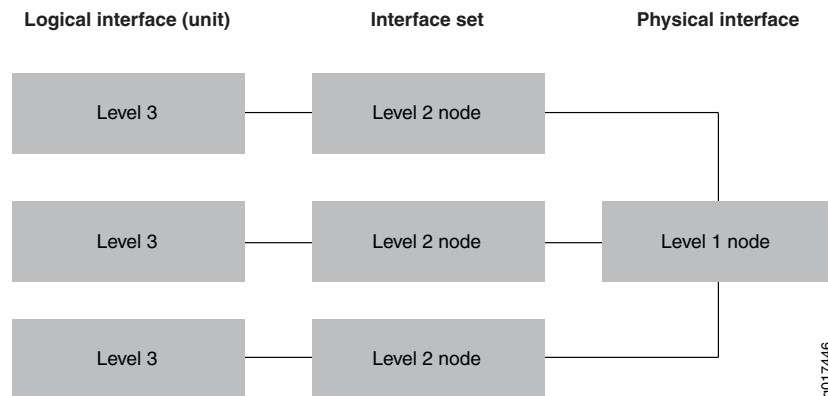 Logical interface (unit)
Interface set
Physical interface
Level 3
Level 2 node
Level 3
Level 2 node
Level 1 node
Level 3
Level 2 node
g017446